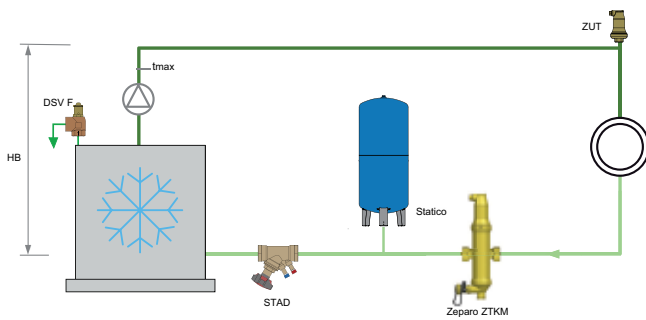 ZUT
tmax
DSV F
HB
Statico
STAD
Zeparo ZTKM